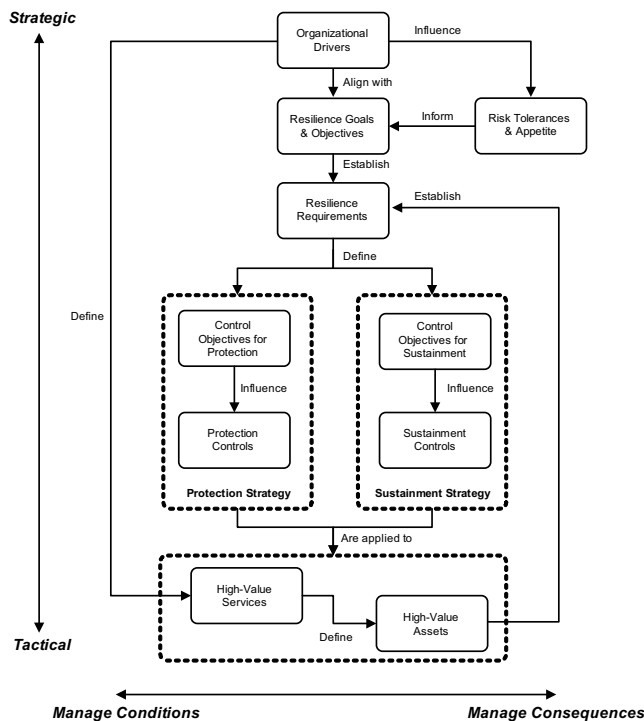 Strategic
Organizational
Drivers
Influence
Align with
Resilience Goals
& Objectives
Inform
Risk Tolerances
& Appetite
Establish
Resilience
Requirements
Establish
Define
Define
Control
Objectives for
Protection
Control
Objectives for
Sustainment
Influence
Influence
Protection
Controls
Sustainment
Controls
Protection Strategy
Sustainment Strategy
Are applied to
High-Value
Services
Define
High-Value
Assets
Tactical
Manage Conditions
Manage Consequences